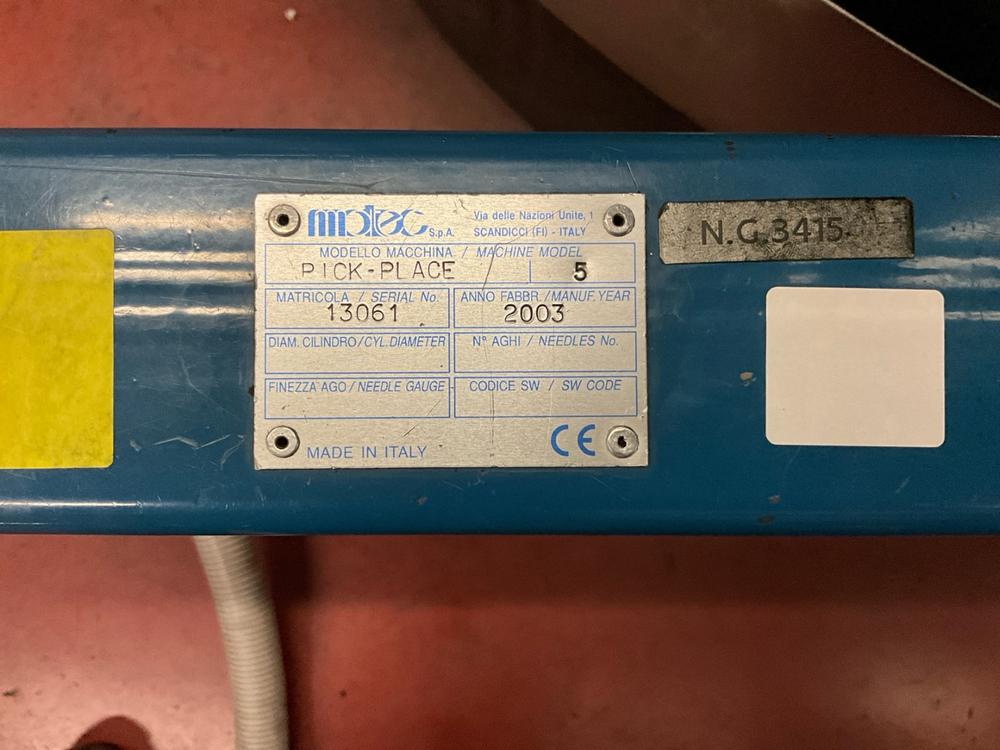 matec S.p.A.
Via delle Nazioni Unite, 1
SCANDICCI (FI) - ITALY
MODELLO MACCHINA / MACHINE MODEL
PICK-PLACE 5
MATRICOLA / SERIAL No.
13061
ANNO FABBR./MANUF.YEAR
2003
DIAM. CILINDRO/CYL.DIAMETER
N° AGHI / NEEDLES No.
FINEZZA AGO / NEEDLE GAUGE
CODICE SW / SW CODE
MADE IN ITALY
CE
N.G.3415